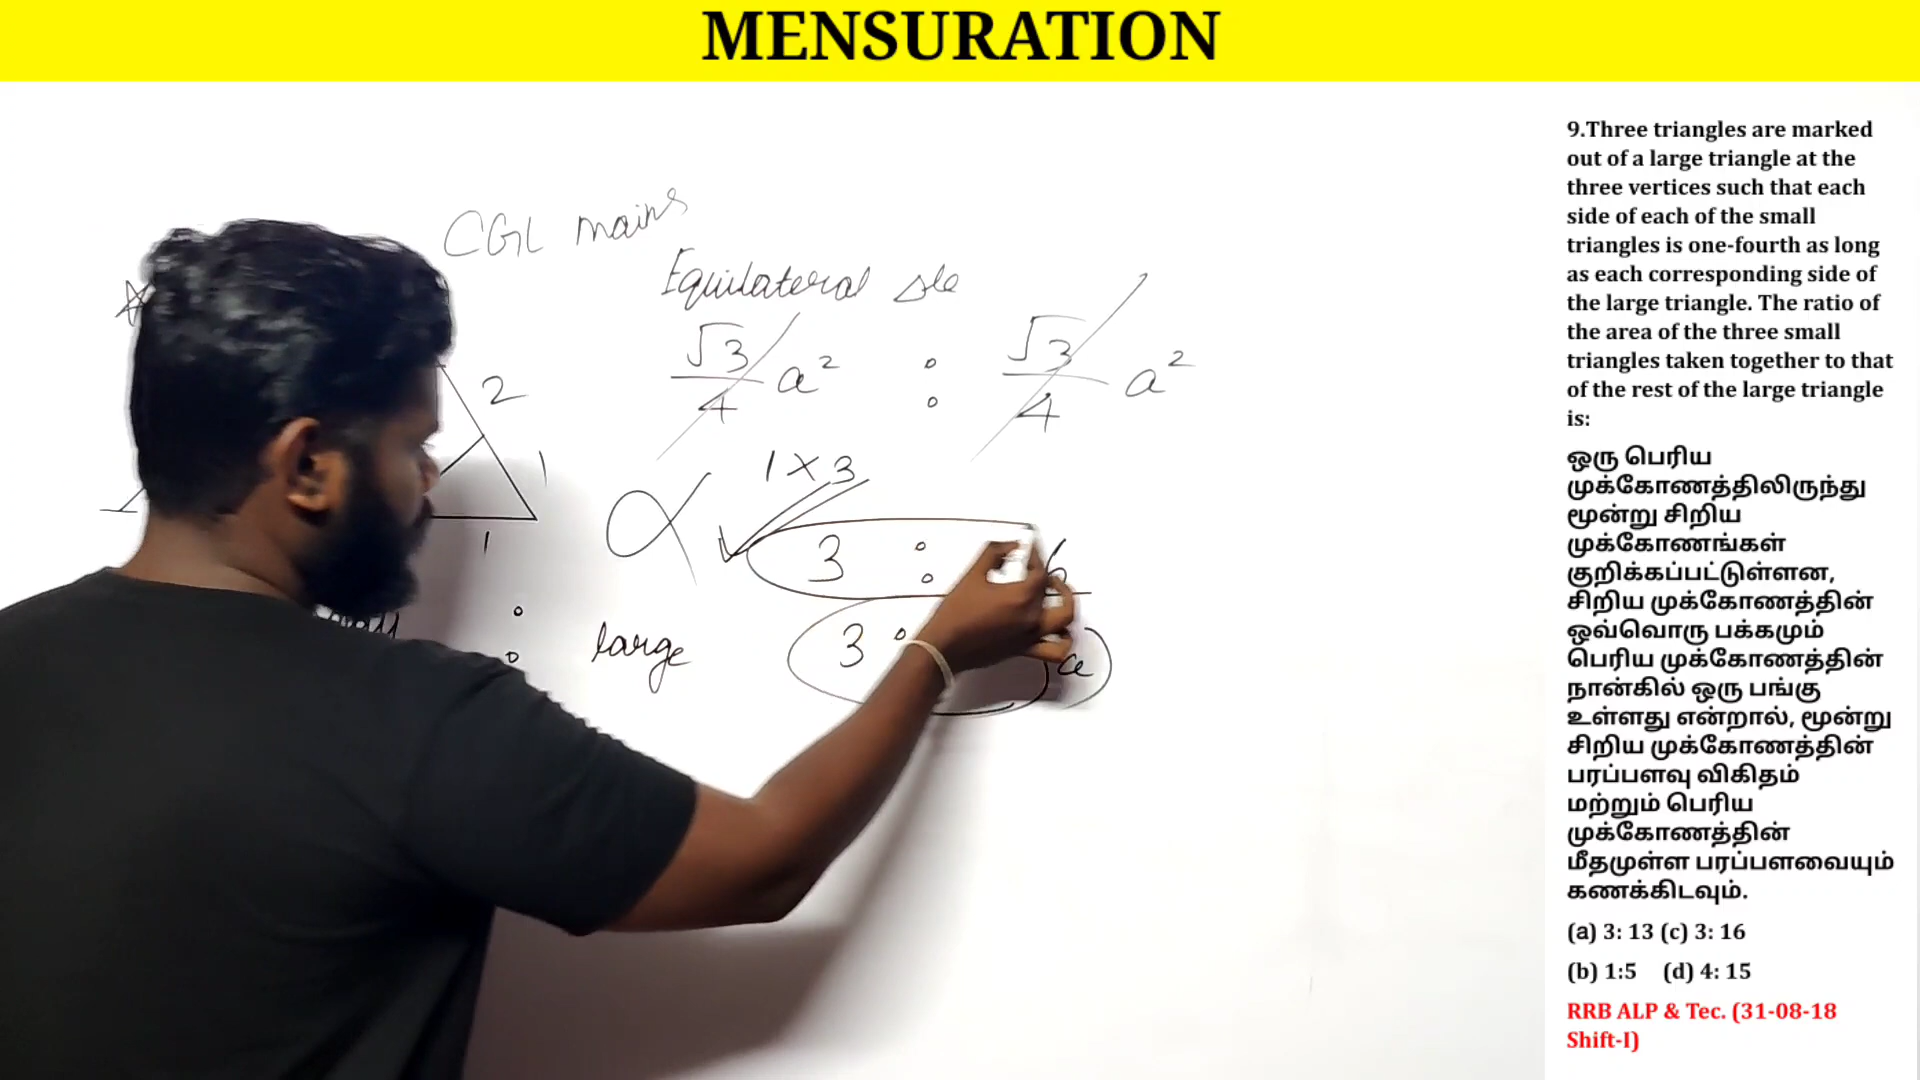 MENSURATION
CGL mains
Equilateral
√3/4 a² : √3/4 a²
2
1
1 × 3
1
3 :
large
3 :
a
9.Three triangles are marked
out of a large triangle at the
three vertices such that each
side of each of the small
triangles is one-fourth as long
as each corresponding side of
the large triangle. The ratio of
the area of the three small
triangles taken together to that
of the rest of the large triangle
is:
ஒரு பெரிய
முக்கோணத்திலிருந்து
மூன்று சிறிய
முக்கோணங்கள்
குறிக்கப்பட்டுள்ளன,
சிறிய முக்கோணத்தின்
ஒவ்வொரு பக்கமும்
பெரிய முக்கோணத்தின்
நான்கில் ஒரு பங்கு
உள்ளது என்றால், மூன்று
சிறிய முக்கோணத்தின்
பரப்பளவு விகிதம்
மற்றும் பெரிய
முக்கோணத்தின்
மீதமுள்ள பரப்பளவையும்
கணக்கிடவும்.
(a) 3: 13 (c) 3: 16
(b) 1:5 (d) 4: 15
RRB ALP & Tec. (31-08-18
Shift-I)